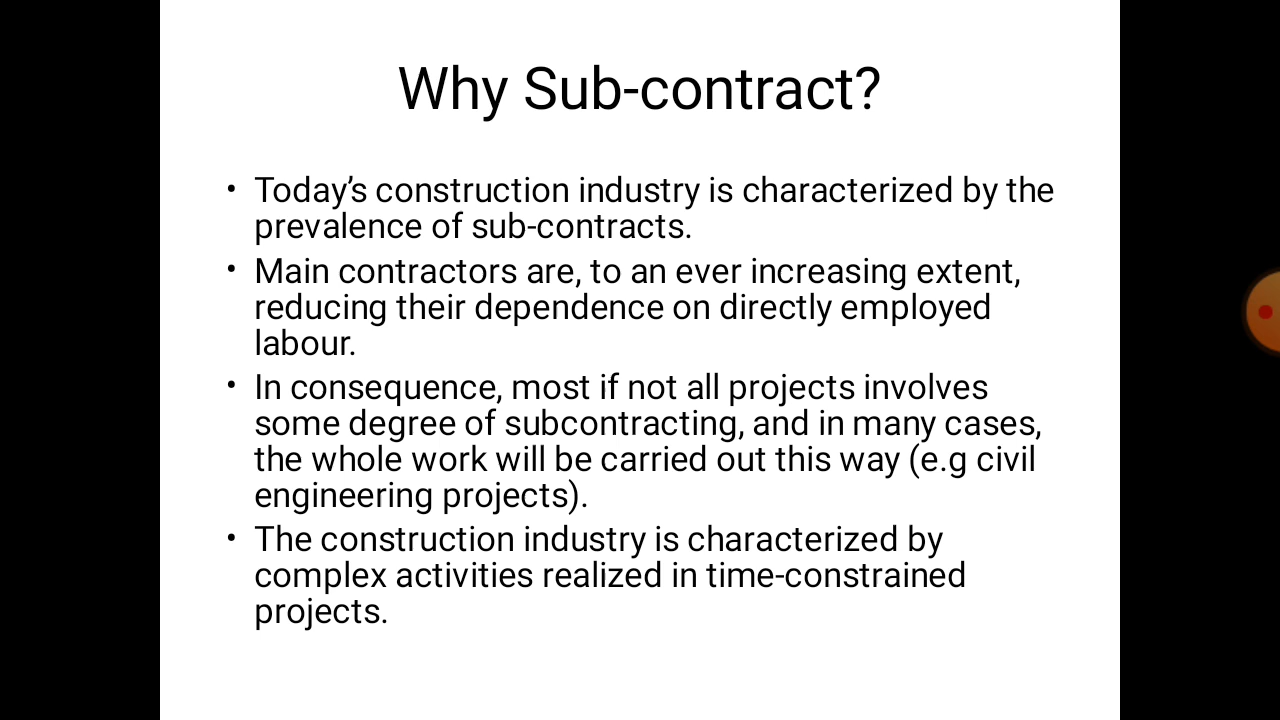 Why Sub-contract?
• Today’s construction industry is characterized by the
prevalence of sub-contracts.
• Main contractors are, to an ever increasing extent,
reducing their dependence on directly employed
labour.
• In consequence, most if not all projects involves
some degree of subcontracting, and in many cases,
the whole work will be carried out this way (e.g civil
engineering projects).
• The construction industry is characterized by
complex activities realized in time-constrained
projects.